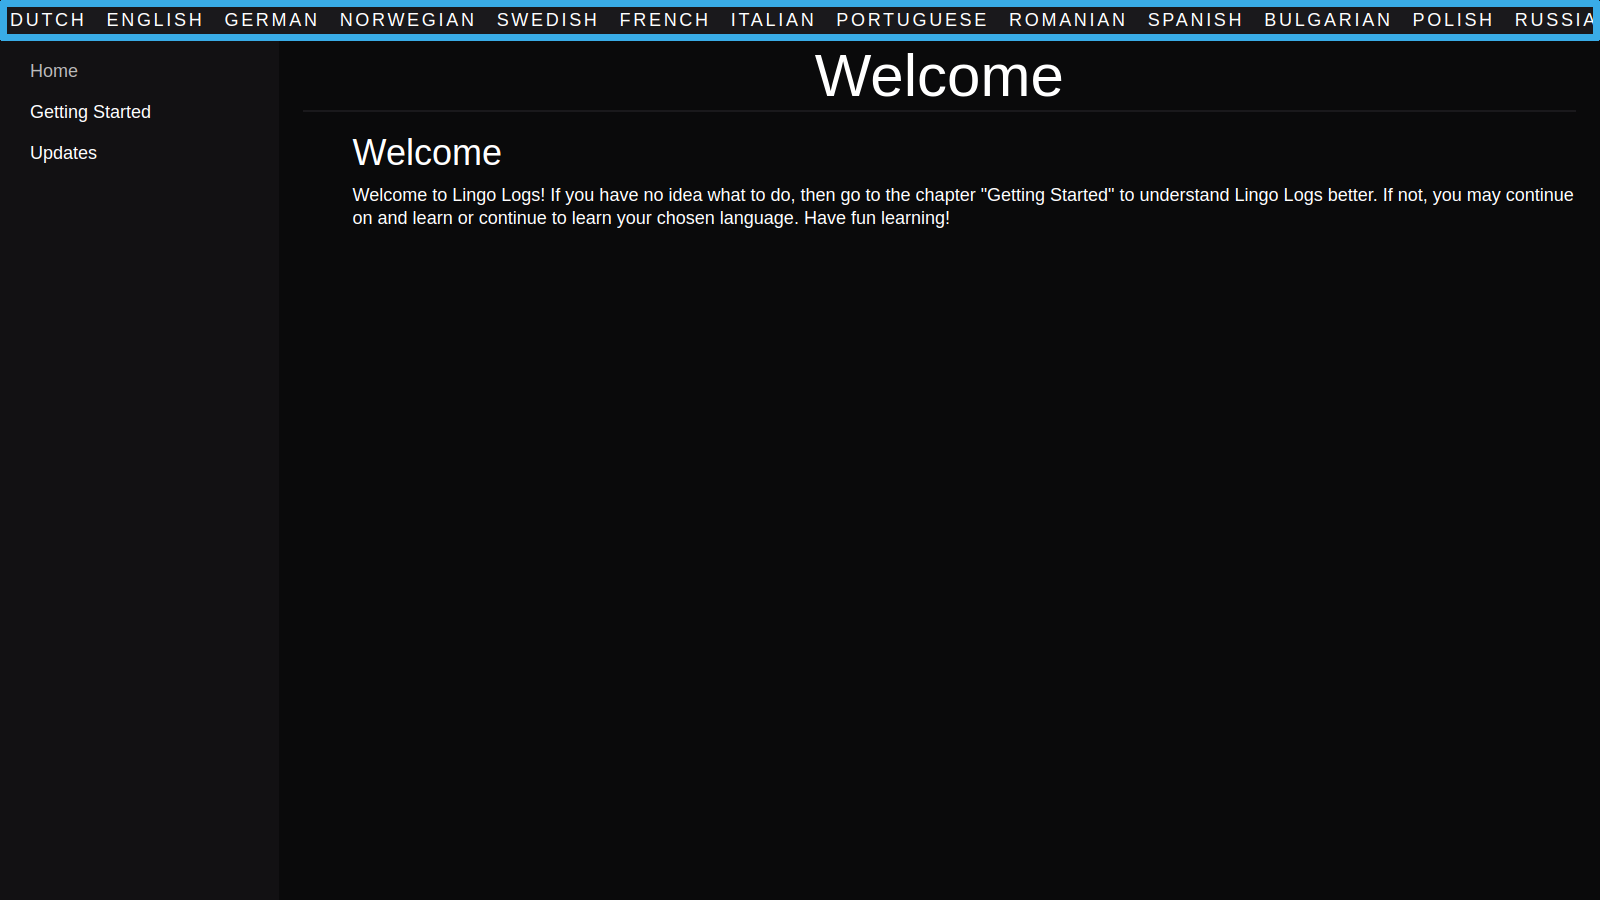 DUTCH ENGLISH GERMAN NORWEGIAN SWEDISH FRENCH ITALIAN PORTUGUESE ROMANIAN SPANISH BULGARIAN POLISH RUSSIA
Home
Getting Started
Updates
Welcome
Welcome
Welcome to Lingo Logs! If you have no idea what to do, then go to the chapter "Getting Started" to understand Lingo Logs better. If not, you may continue
on and learn or continue to learn your chosen language. Have fun learning!